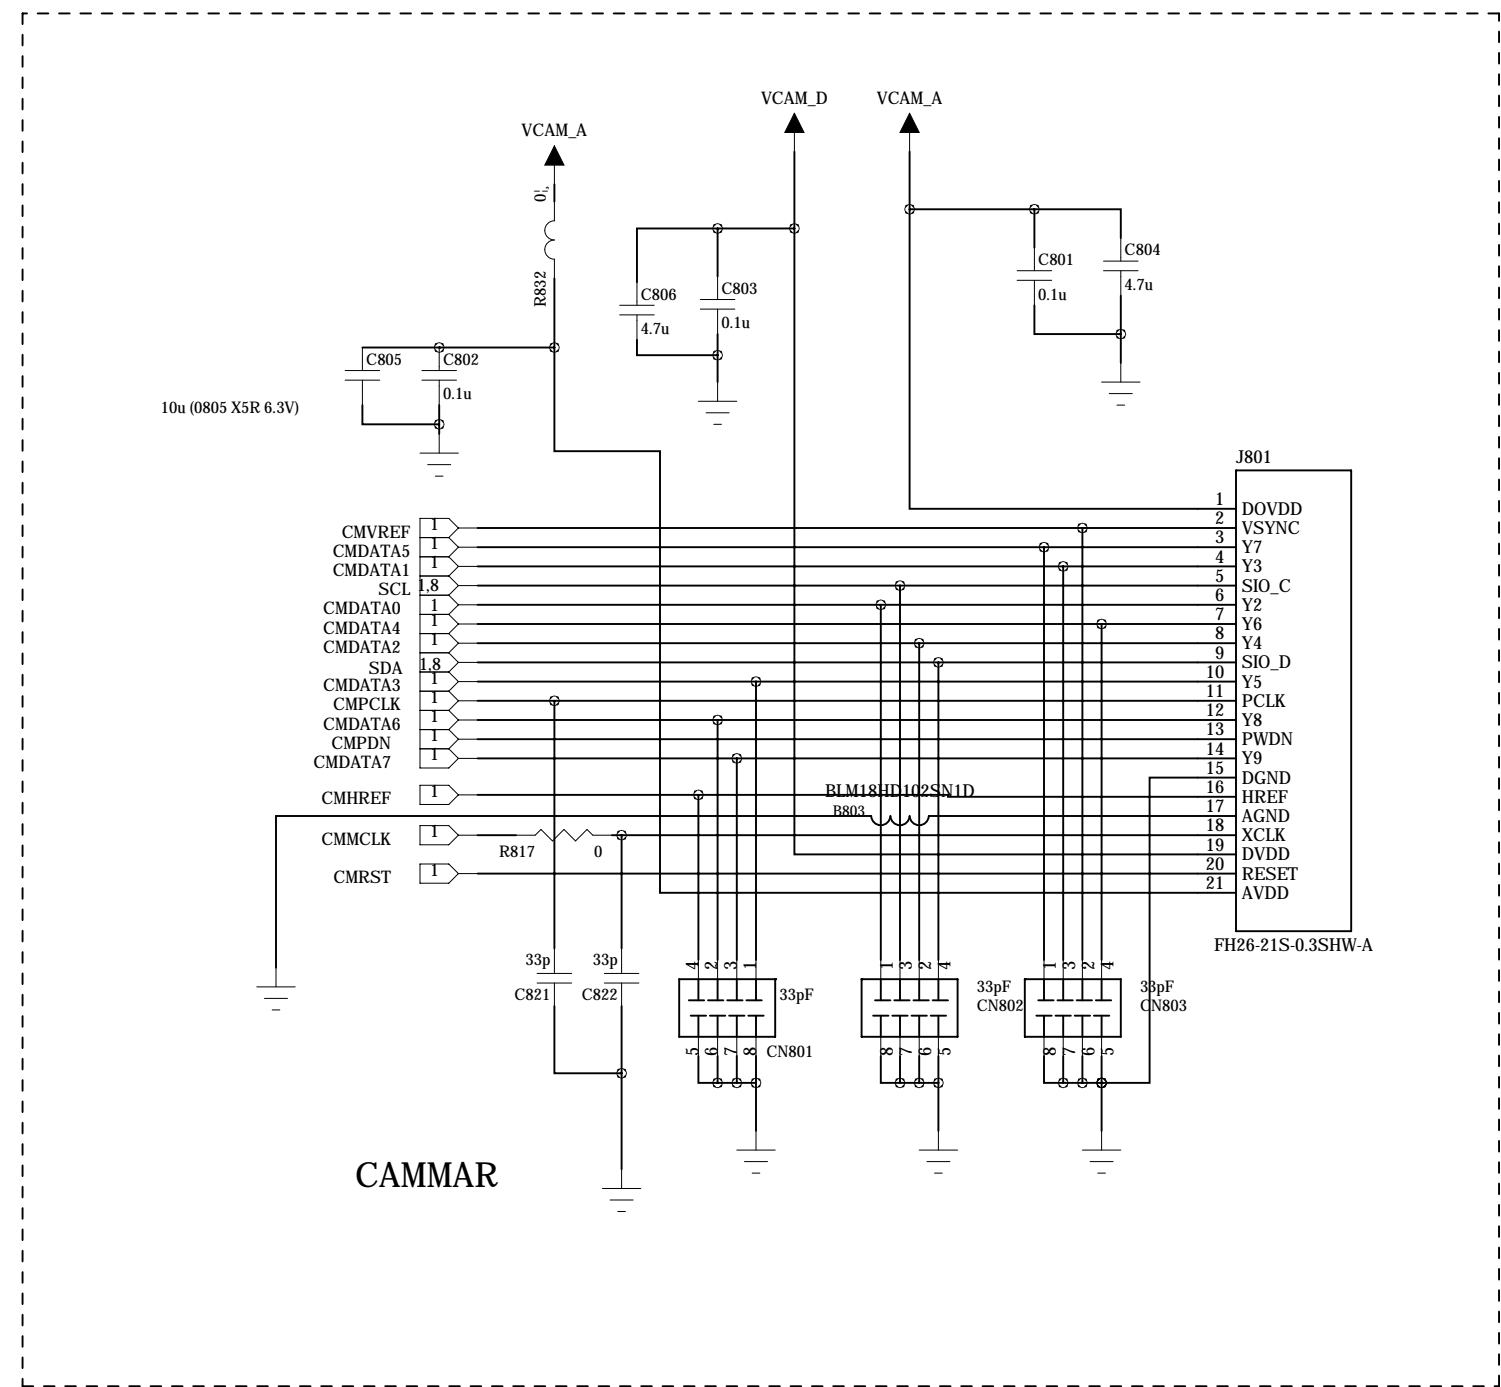 VCAM_D
VCAM_A
VCAM_A
R832
C806
4.7u
C803
0.1u
C801
0.1u
C804
4.7u
C805
C802
0.1u
10u (0805 X5R 6.3V)
J801
CMVREF 1
1 DOVDD
2 VSYNC
CMDATA5 1
3 Y7
CMDATA1 1
4 Y3
SCL 1,8
5 SIO_C
CMDATA0 1
6 Y2
CMDATA4 1
7 Y6
CMDATA2 1
8 Y4
SDA 1,8
9 SIO_D
CMDATA3 1
10 Y5
CMPCLK 1
11 PCLK
CMDATA6 1
12 Y8
CMPDN 1
13 PWDN
CMDATA7 1
14 Y9
15 DGND
CMHREF 1
BLM18HD102SN1D
16 HREF
B803
17 AGND
CMMCLK 1
R817 0
18 XCLK
19 DVDD
CMRST 1
20 RESET
21 AVDD
FH26-21S-0.3SHW-A
33p
C821
33p
C822
4 2 3 1
33pF
5 6 7 8
CN801
1 3 2 4
33pF
CN802
8 7 6 5
1 3 2 4
33pF
CN803
8 7 6 5
CAMMAR